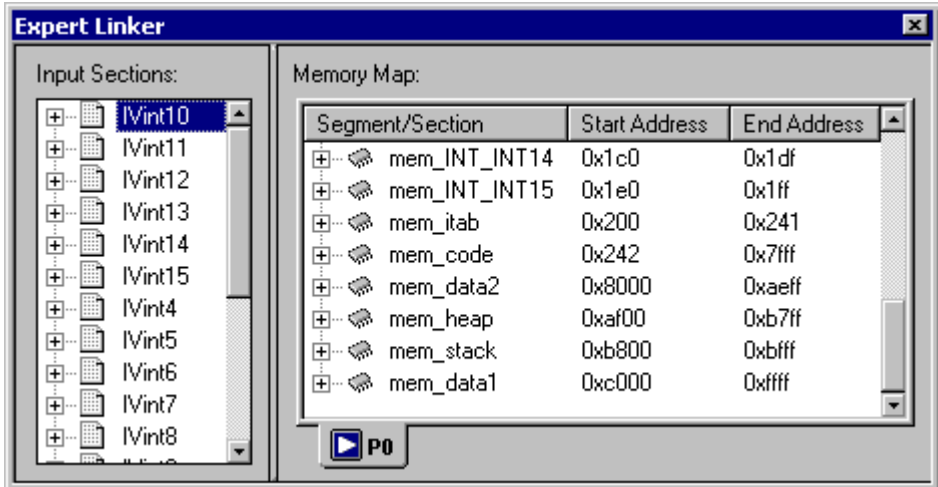 Expert Linker
Input Sections:
IVint10
IVint11
IVint12
IVint13
IVint14
IVint15
IVint4
IVint5
IVint6
IVint7
IVint8
Memory Map:
Segment/Section Start Address End Address
mem_INT_INT14 0x1c0 0x1df
mem_INT_INT15 0x1e0 0x1ff
mem_itab 0x200 0x241
mem_code 0x242 0x7fff
mem_data2 0x8000 0xaeff
mem_heap 0xaf00 0xb7ff
mem_stack 0xb800 0xbfff
mem_data1 0xc000 0xffff
P0